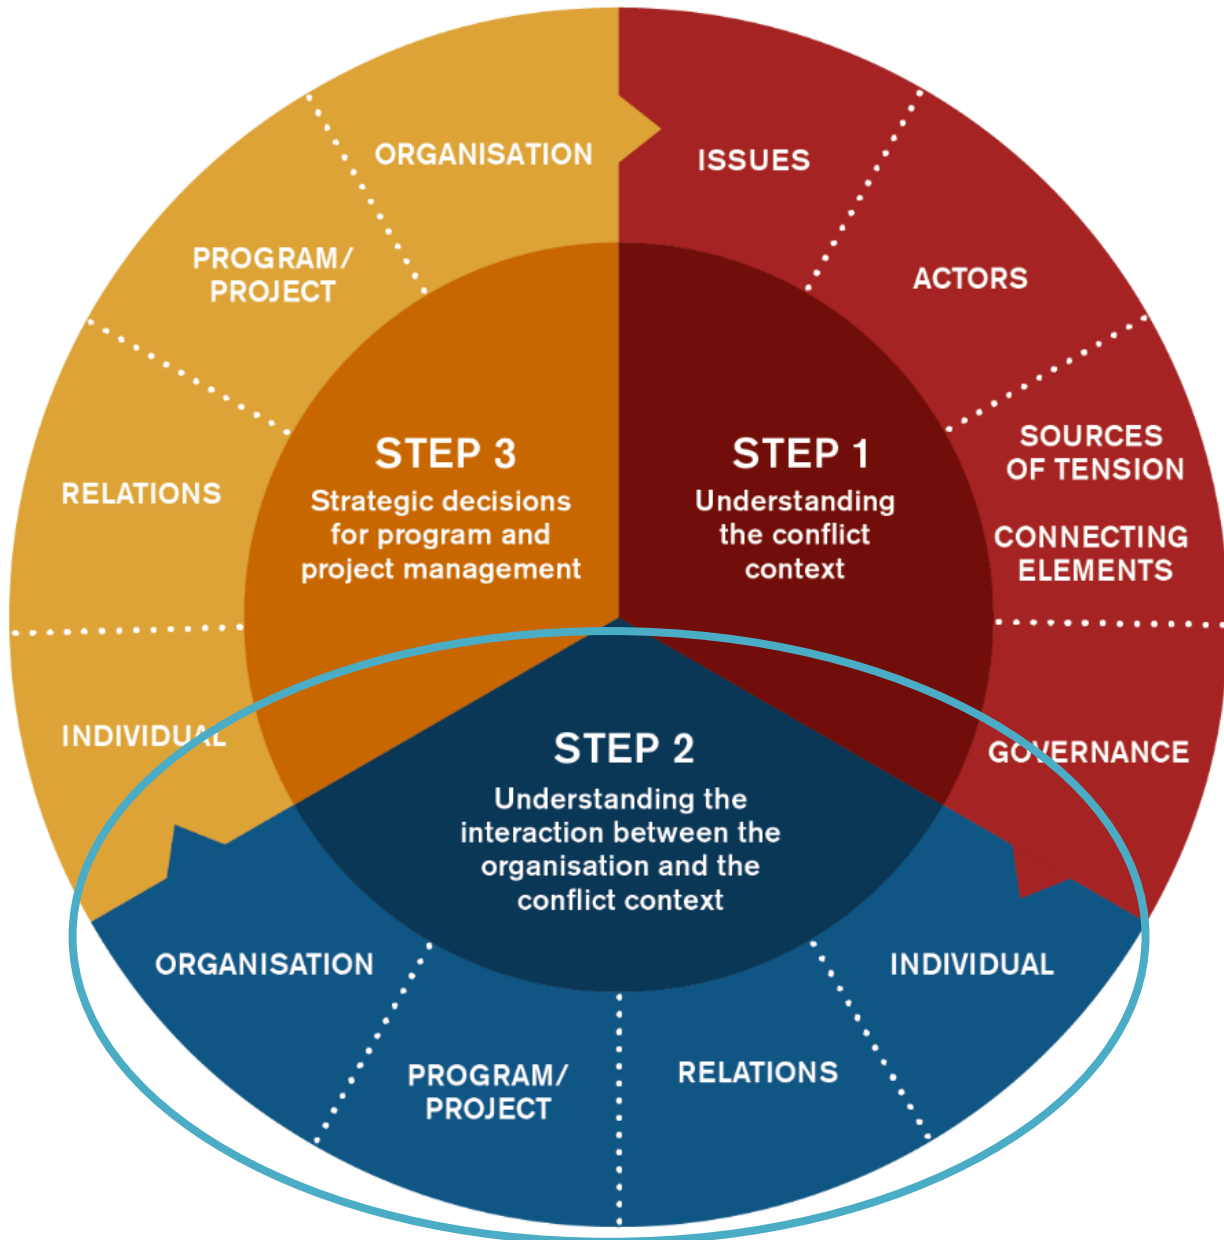 ORGANISATION
ISSUES
PROGRAM/
PROJECT
ACTORS
RELATIONS
SOURCES
OF TENSION
CONNECTING
ELEMENTS
STEP 3
Strategic decisions
for program and
project management
STEP 1
Understanding
the conflict
context
INDIVIDUAL
GOVERNANCE
STEP 2
Understanding the
interaction between the
organisation and the
conflict context
ORGANISATION
PROGRAM/
PROJECT
RELATIONS
INDIVIDUAL